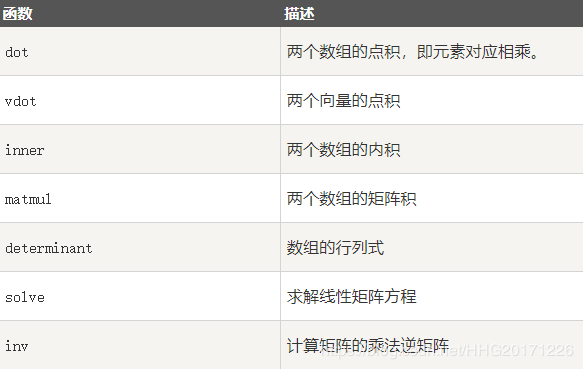 函数 描述
dot 两个数组的点积，即元素对应相乘。
vdot 两个向量的点积
inner 两个数组的内积
matmul 两个数组的矩阵积
determinant 数组的行列式
solve 求解线性矩阵方程
inv 计算矩阵的乘法逆矩阵